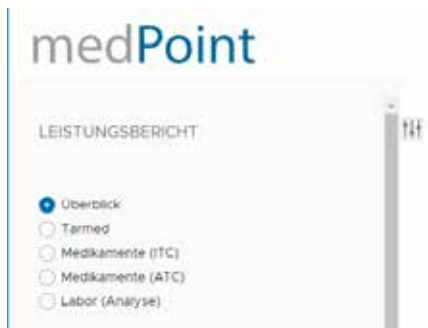 medPoint
LEISTUNGSBERICHT
Überblick
Tarmed
Medikamente (ITC)
Medikamente (ATC)
Labor (Analyse)